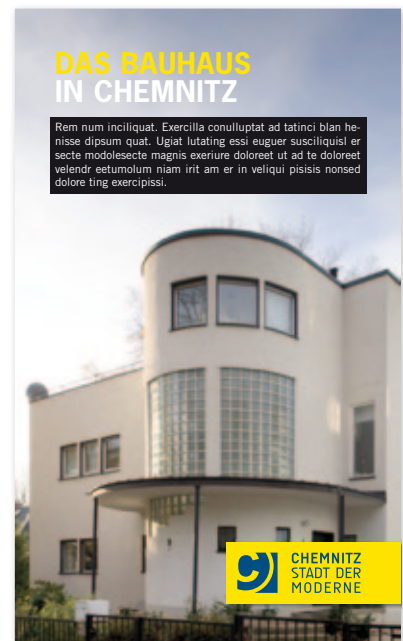 DAS BAUHAUS
IN CHEMNITZ
Rem num inciliquat. Exercilla conulluptat ad tatinci blan he-
nisse dipsum quat. Ugiat lutating essi euguer susciliquisl er
secte modolesecte magnis exeriure doloreet ut ad te doloreet
velendr eetumolum niam irit am er in veliqui pisisis nonsed
dolore ting exercipissi.
CHEMNITZ
STADT DER
MODERNE